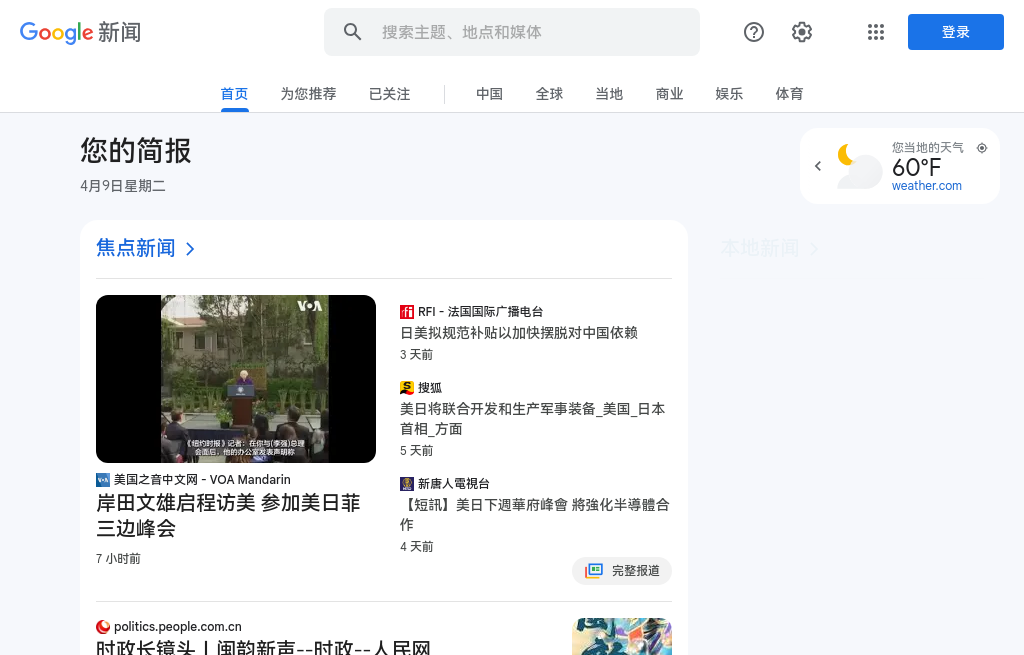 Google 新闻
搜索主题、地点和媒体
登录
首页
为您推荐
已关注
中国
全球
当地
商业
娱乐
体育
您的简报
4月9日星期二
您当地的天气
60°F
weather.com
焦点新闻
本地新闻
VOA
《纽约时报》记者：在你与(李强)总理
会面后，他的办公室发表声明称
美国之音中文网 - VOA Mandarin
岸田文雄启程访美 参加美日菲
三边峰会
7 小时前
RFI - 法国国际广播电台
日美拟规范补贴以加快摆脱对中国依赖
3 天前
搜狐
美日将联合开发和生产军事装备_美国_日本
首相_方面
5 天前
新唐人電視台
【短訊】美日下週華府峰會 將強化半導體合
作
4 天前
完整报道
politics.people.com.cn
时政长镜头丨闽韵新声--时政--人民网